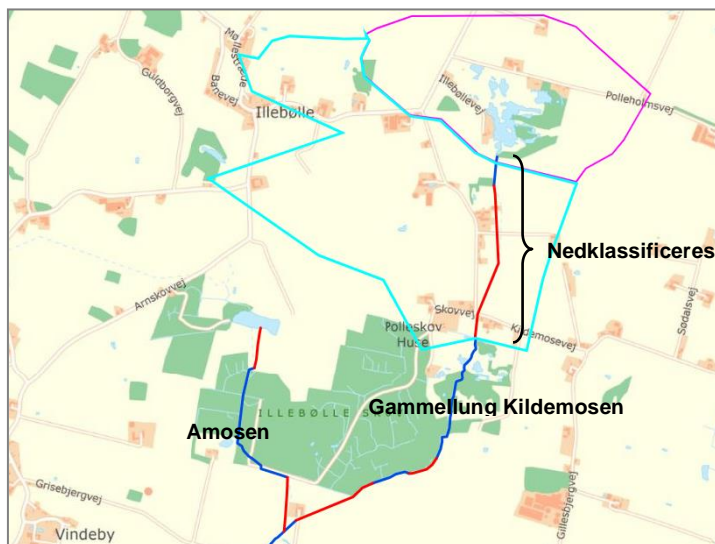 Møllestræde
Banevej
Guldborgvej
Illebølle
Illebøllevej
Polleholmsvej
Nedklassificeres
Arnskovvej
Skovvej
Kildemosevej
Sødalsvej
Polleskov
Huse
Gammellung Kildemosen
ILLEBØLLE SK
Amosen
Grisebjergvej
Gillesbjergvej
Vindeby